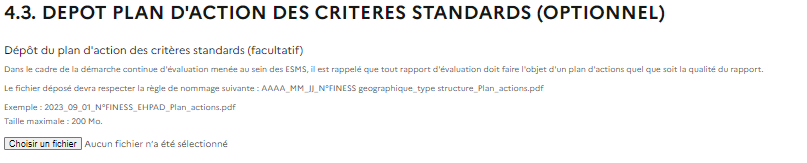 4.3. DEPOT PLAN D'ACTION DES CRITERES STANDARDS (OPTIONNEL)
Dépôt du plan d'action des critères standards (facultatif)
Dans le cadre de la démarche continue d'évaluation menée au sein des ESMS, il est rappelé que tout rapport d'évaluation doit faire l'objet d'un plan d'actions quel que soit la qualité du rapport.
Le fichier déposé devra respecter la règle de nommage suivante : AAAA_MM_JJ_N°FINESS geographique_type structure_Plan_actions.pdf
Exemple : 2023_09_01_N°FINESS_EHPAD_Plan_actions.pdf
Taille maximale : 200 Mo.
Choisir un fichier Aucun fichier n'a été sélectionné